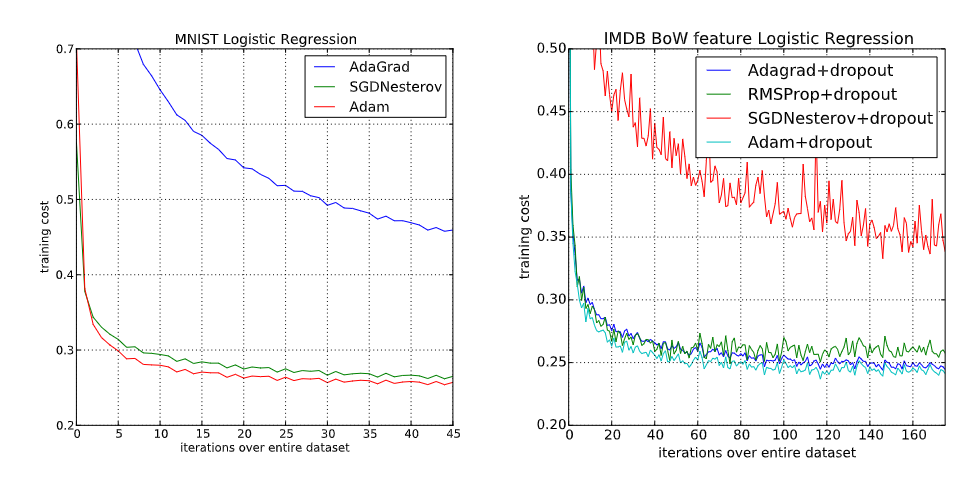 MNIST Logistic Regression
0.7
0.6
0.5
0.4
0.3
0.2
training cost
AdaGrad
SGDNesterov
Adam
0 5 10 15 20 25 30 35 40 45
iterations over entire dataset
IMDB BoW feature Logistic Regression
0.50
0.45
0.40
0.35
0.30
0.25
0.20
training cost
Adagrad+dropout
RMSProp+dropout
SGDNesterov+dropout
Adam+dropout
0 20 40 60 80 100 120 140 160
iterations over entire dataset